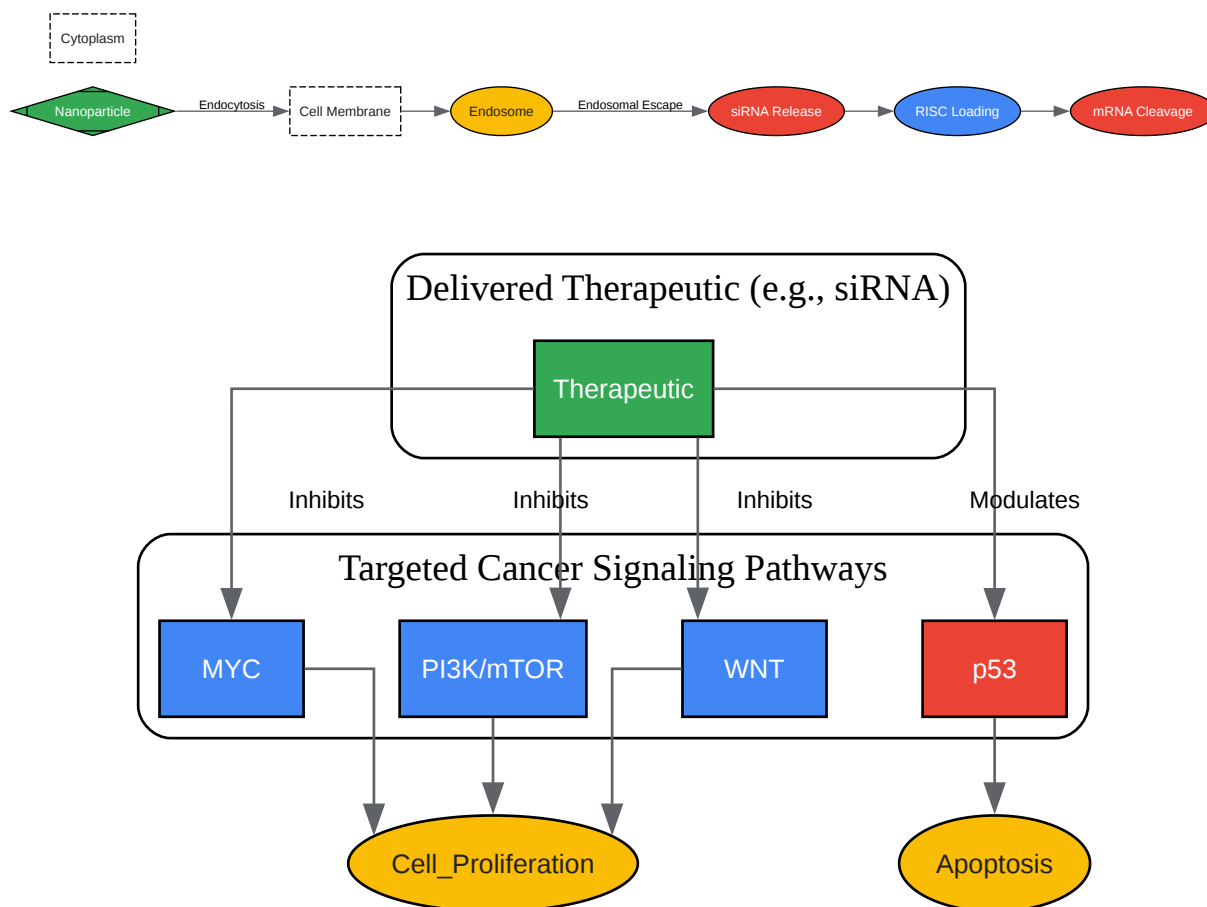 Cytoplasm
Nanoparticle
Endocytosis
Cell Membrane
Endosome
Endosomal Escape
siRNA Release
RISC Loading
mRNA Cleavage
Delivered Therapeutic (e.g., siRNA)
Therapeutic
Inhibits
Inhibits
Inhibits
Modulates
Targeted Cancer Signaling Pathways
MYC
PI3K/mTOR
WNT
p53
Cell_Proliferation
Apoptosis